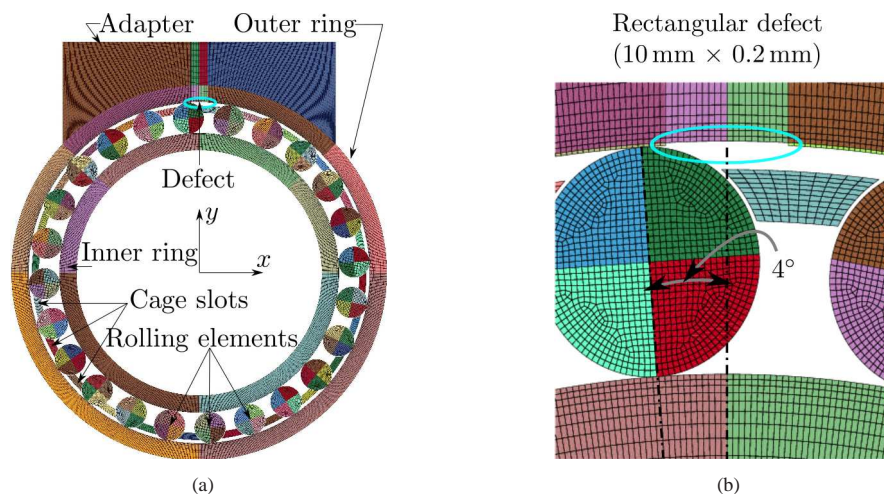 Adapter
Outer ring
Defect
y
x
Inner ring
Cage slots
Rolling elements
(a)
Rectangular defect
(10 mm × 0.2 mm)
4°
(b)